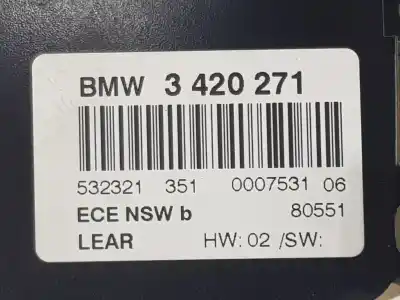 BMW 3 420 271
532321 351 0007531 06
ECE NSW b 80551
LEAR HW: 02 /SW: